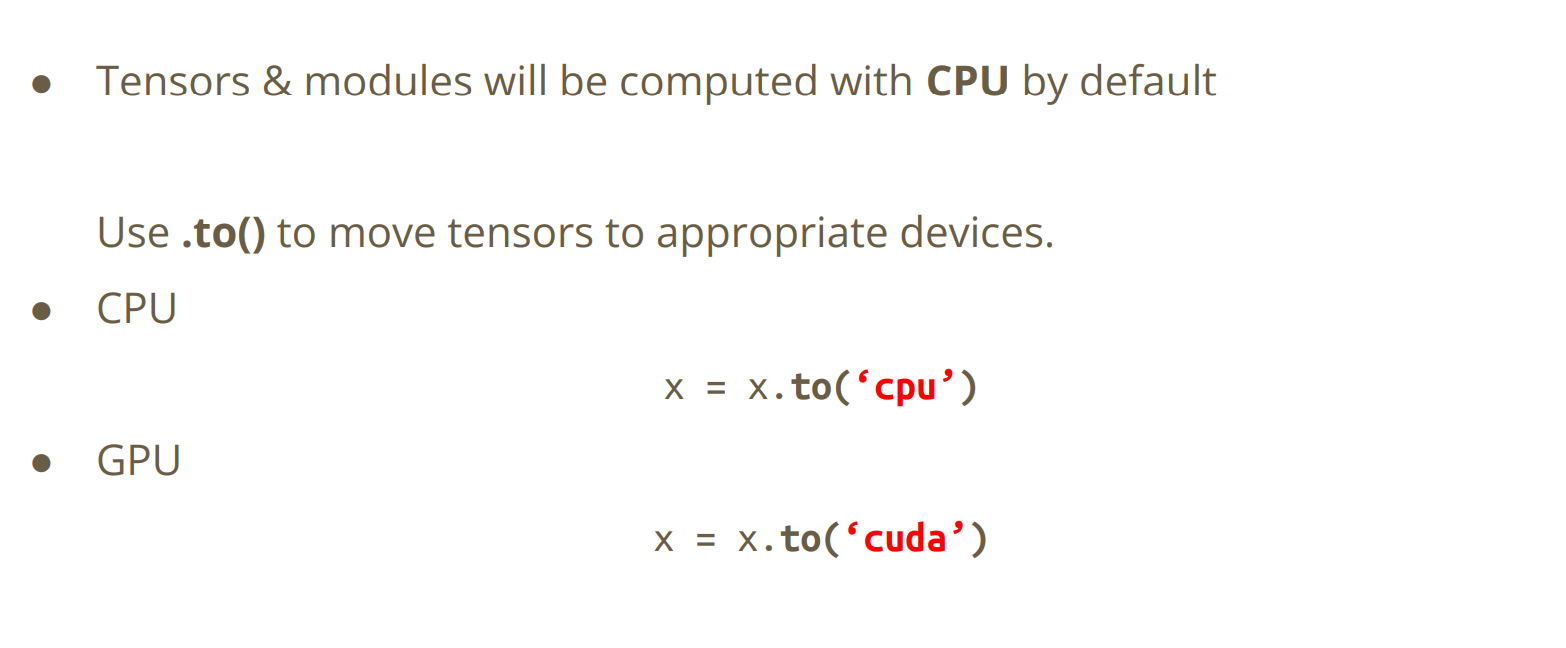 ● Tensors & modules will be computed with CPU by default
Use .to() to move tensors to appropriate devices.
● CPU
x = x.to(‘cpu’)
● GPU
x = x.to(‘cuda’)